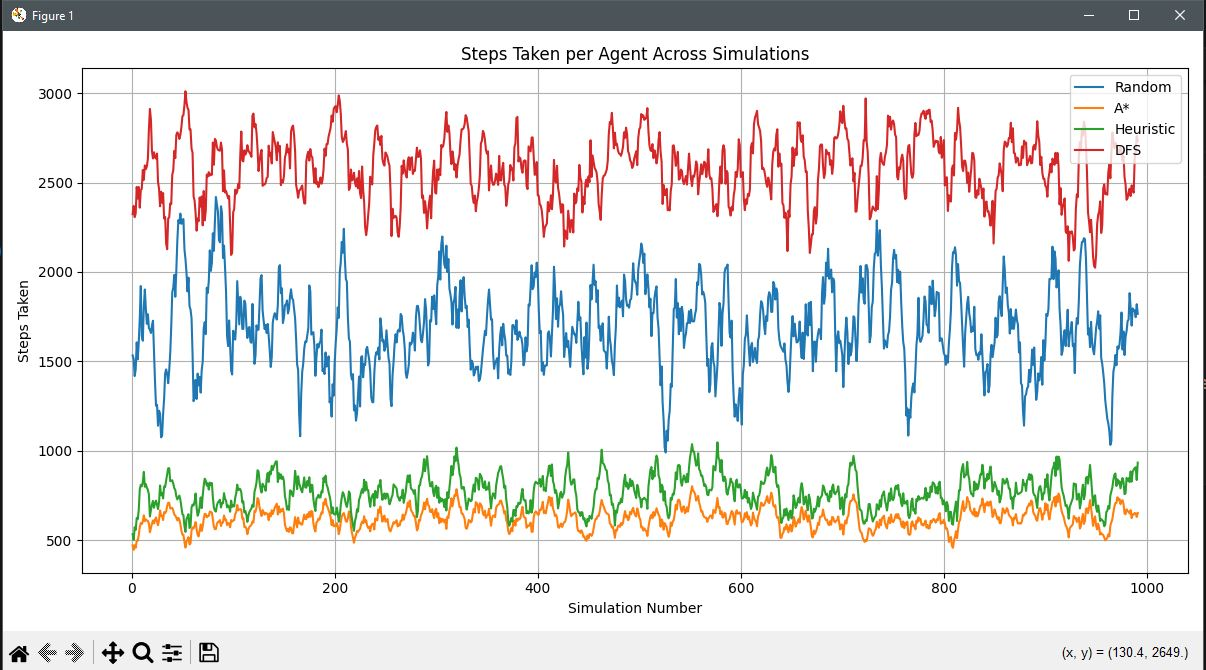 Figure 1
Steps Taken per Agent Across Simulations
Random
A*
Heuristic
DFS
3000
2500
2000
1500
1000
500
Steps Taken
0 200 400 600 800 1000
Simulation Number
(x, y) = (130.4, 2649.)